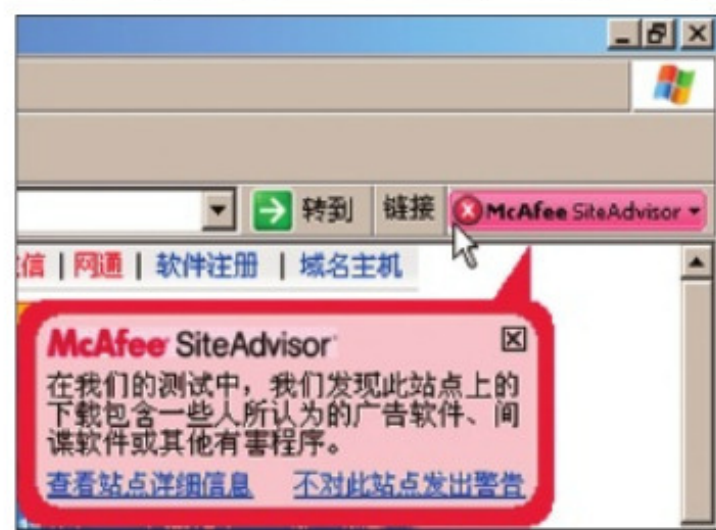 转到 链接 McAfee SiteAdvisor
信 | 网通 | 软件注册 | 域名主机
McAfee SiteAdvisor
在我们的测试中，我们发现此站点上的
下载包含一些人所认为的广告软件、间
谍软件或其他有害程序。
查看站点详细信息 不对此站点发出警告